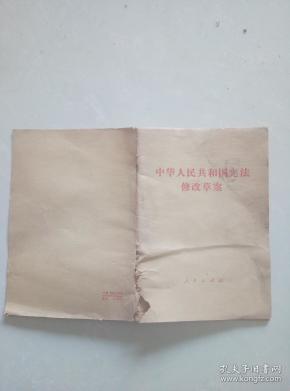 中华人民共和国宪法
修改草案
人民出版社
孔夫子旧书网